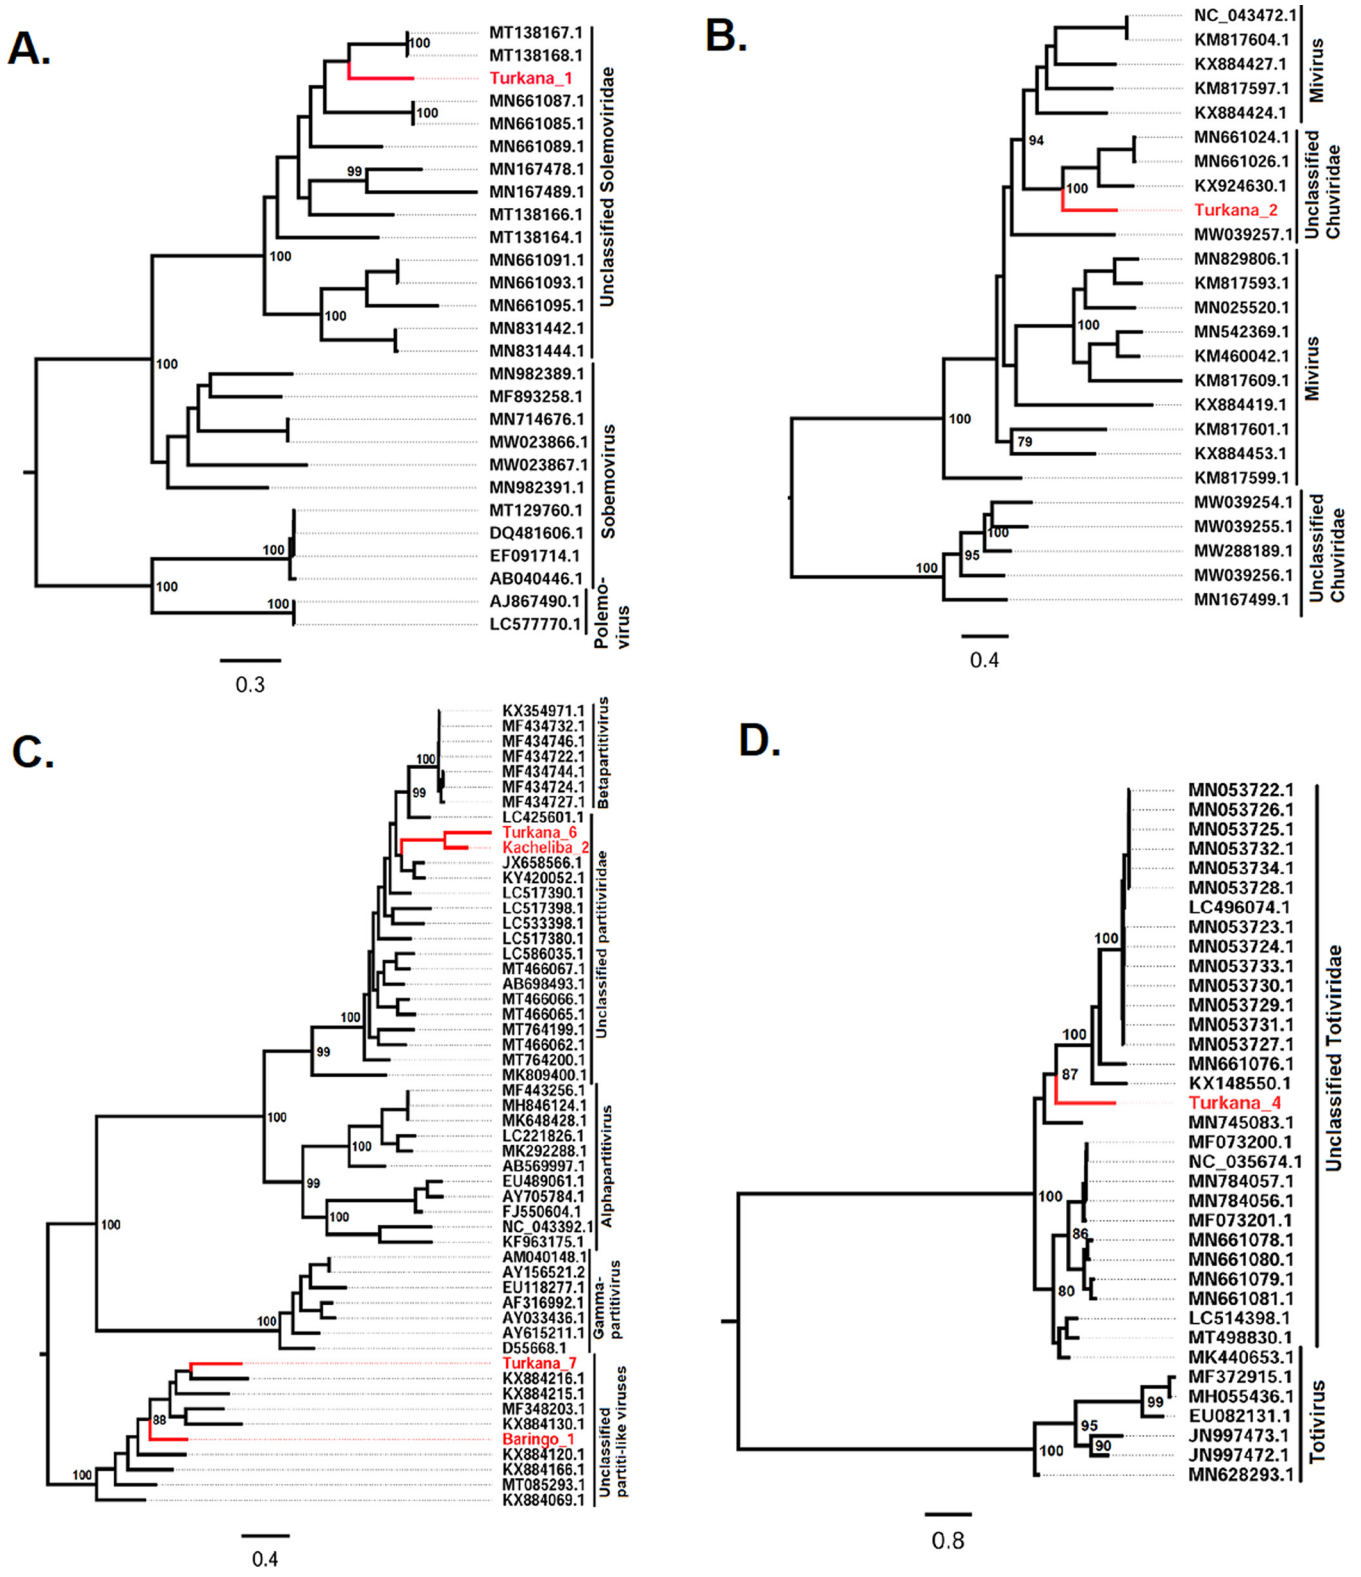 A.
MT138167.1
100
MT138168.1
Turkana_1
MN661087.1
100
MN661085.1
MN661089.1
99
MN167478.1
MN167489.1
MT138166.1
MT138164.1
100
MN661091.1
MN661093.1
MN661095.1
100
MN831442.1
MN831444.1
100
MN982389.1
MF893258.1
MN714676.1
MW023866.1
MW023867.1
MN982391.1
MT129760.1
DQ481606.1
100
EF091714.1
AB040446.1
100
100
AJ867490.1
LC577770.1
Unclassified Solemoviridae
Sobemovirus
Polemo-
virus
0.3
B.
NC_043472.1
KM817604.1
KX884427.1
KM817597.1
KX884424.1
94
MN661024.1
MN661026.1
100
KX924630.1
Turkana_2
MW039257.1
MN829806.1
KM817593.1
MN025520.1
100
MN542369.1
KM460042.1
KM817609.1
KX884419.1
100
KM817601.1
79
KX884453.1
KM817599.1
MW039254.1
100
MW039255.1
95
MW288189.1
100
MW039256.1
MN167499.1
Mivirus
Unclassified
Chuviridae
Mivirus
Unclassified
Chuviridae
0.4
C.
KX354971.1
MF434732.1
MF434746.1
100
MF434722.1
MF434744.1
99
MF434724.1
MF434727.1
LC425601.1
Turkana_6
Kacheliba_2
JX658566.1
KY420052.1
LC517390.1
LC517398.1
LC533398.1
LC517380.1
LC586035.1
MT466067.1
AB698493.1
MT466066.1
100
MT466065.1
MT764199.1
99
MT466062.1
MT764200.1
MK809400.1
MF443256.1
MH846124.1
100
MK648428.1
LC221826.1
100
MK292288.1
AB569997.1
99
EU489061.1
AY705784.1
100
FJ550604.1
100
NC_043392.1
KF963175.1
AM040148.1
AY156521.2
EU118277.1
AF316992.1
100
AY033436.1
AY615211.1
D55668.1
Turkana_7
KX884216.1
KX884215.1
MF348203.1
88
KX884130.1
Baringo_1
KX884120.1
100
KX884166.1
MT085293.1
KX884069.1
Betapartitivirus
Unclassified partitiviridae
Alphapartitivirus
Gamma-
partitivirus
Unclassified
partiti-like viruses
0.4
D.
MN053722.1
MN053726.1
MN053725.1
MN053732.1
MN053734.1
MN053728.1
LC496074.1
MN053723.1
100
MN053724.1
MN053733.1
MN053730.1
MN053729.1
MN053731.1
100
MN053727.1
MN661076.1
87
KX148550.1
Turkana_4
MN745083.1
MF073200.1
NC_035674.1
MN784057.1
100
MN784056.1
MF073201.1
86
MN661078.1
MN661080.1
MN661079.1
80
MN661081.1
LC514398.1
MT498830.1
MK440653.1
MF372915.1
99
MH055436.1
EU082131.1
95
JN997473.1
100
90
JN997472.1
MN628293.1
Unclassified Totiviridae
Totivirus
0.8